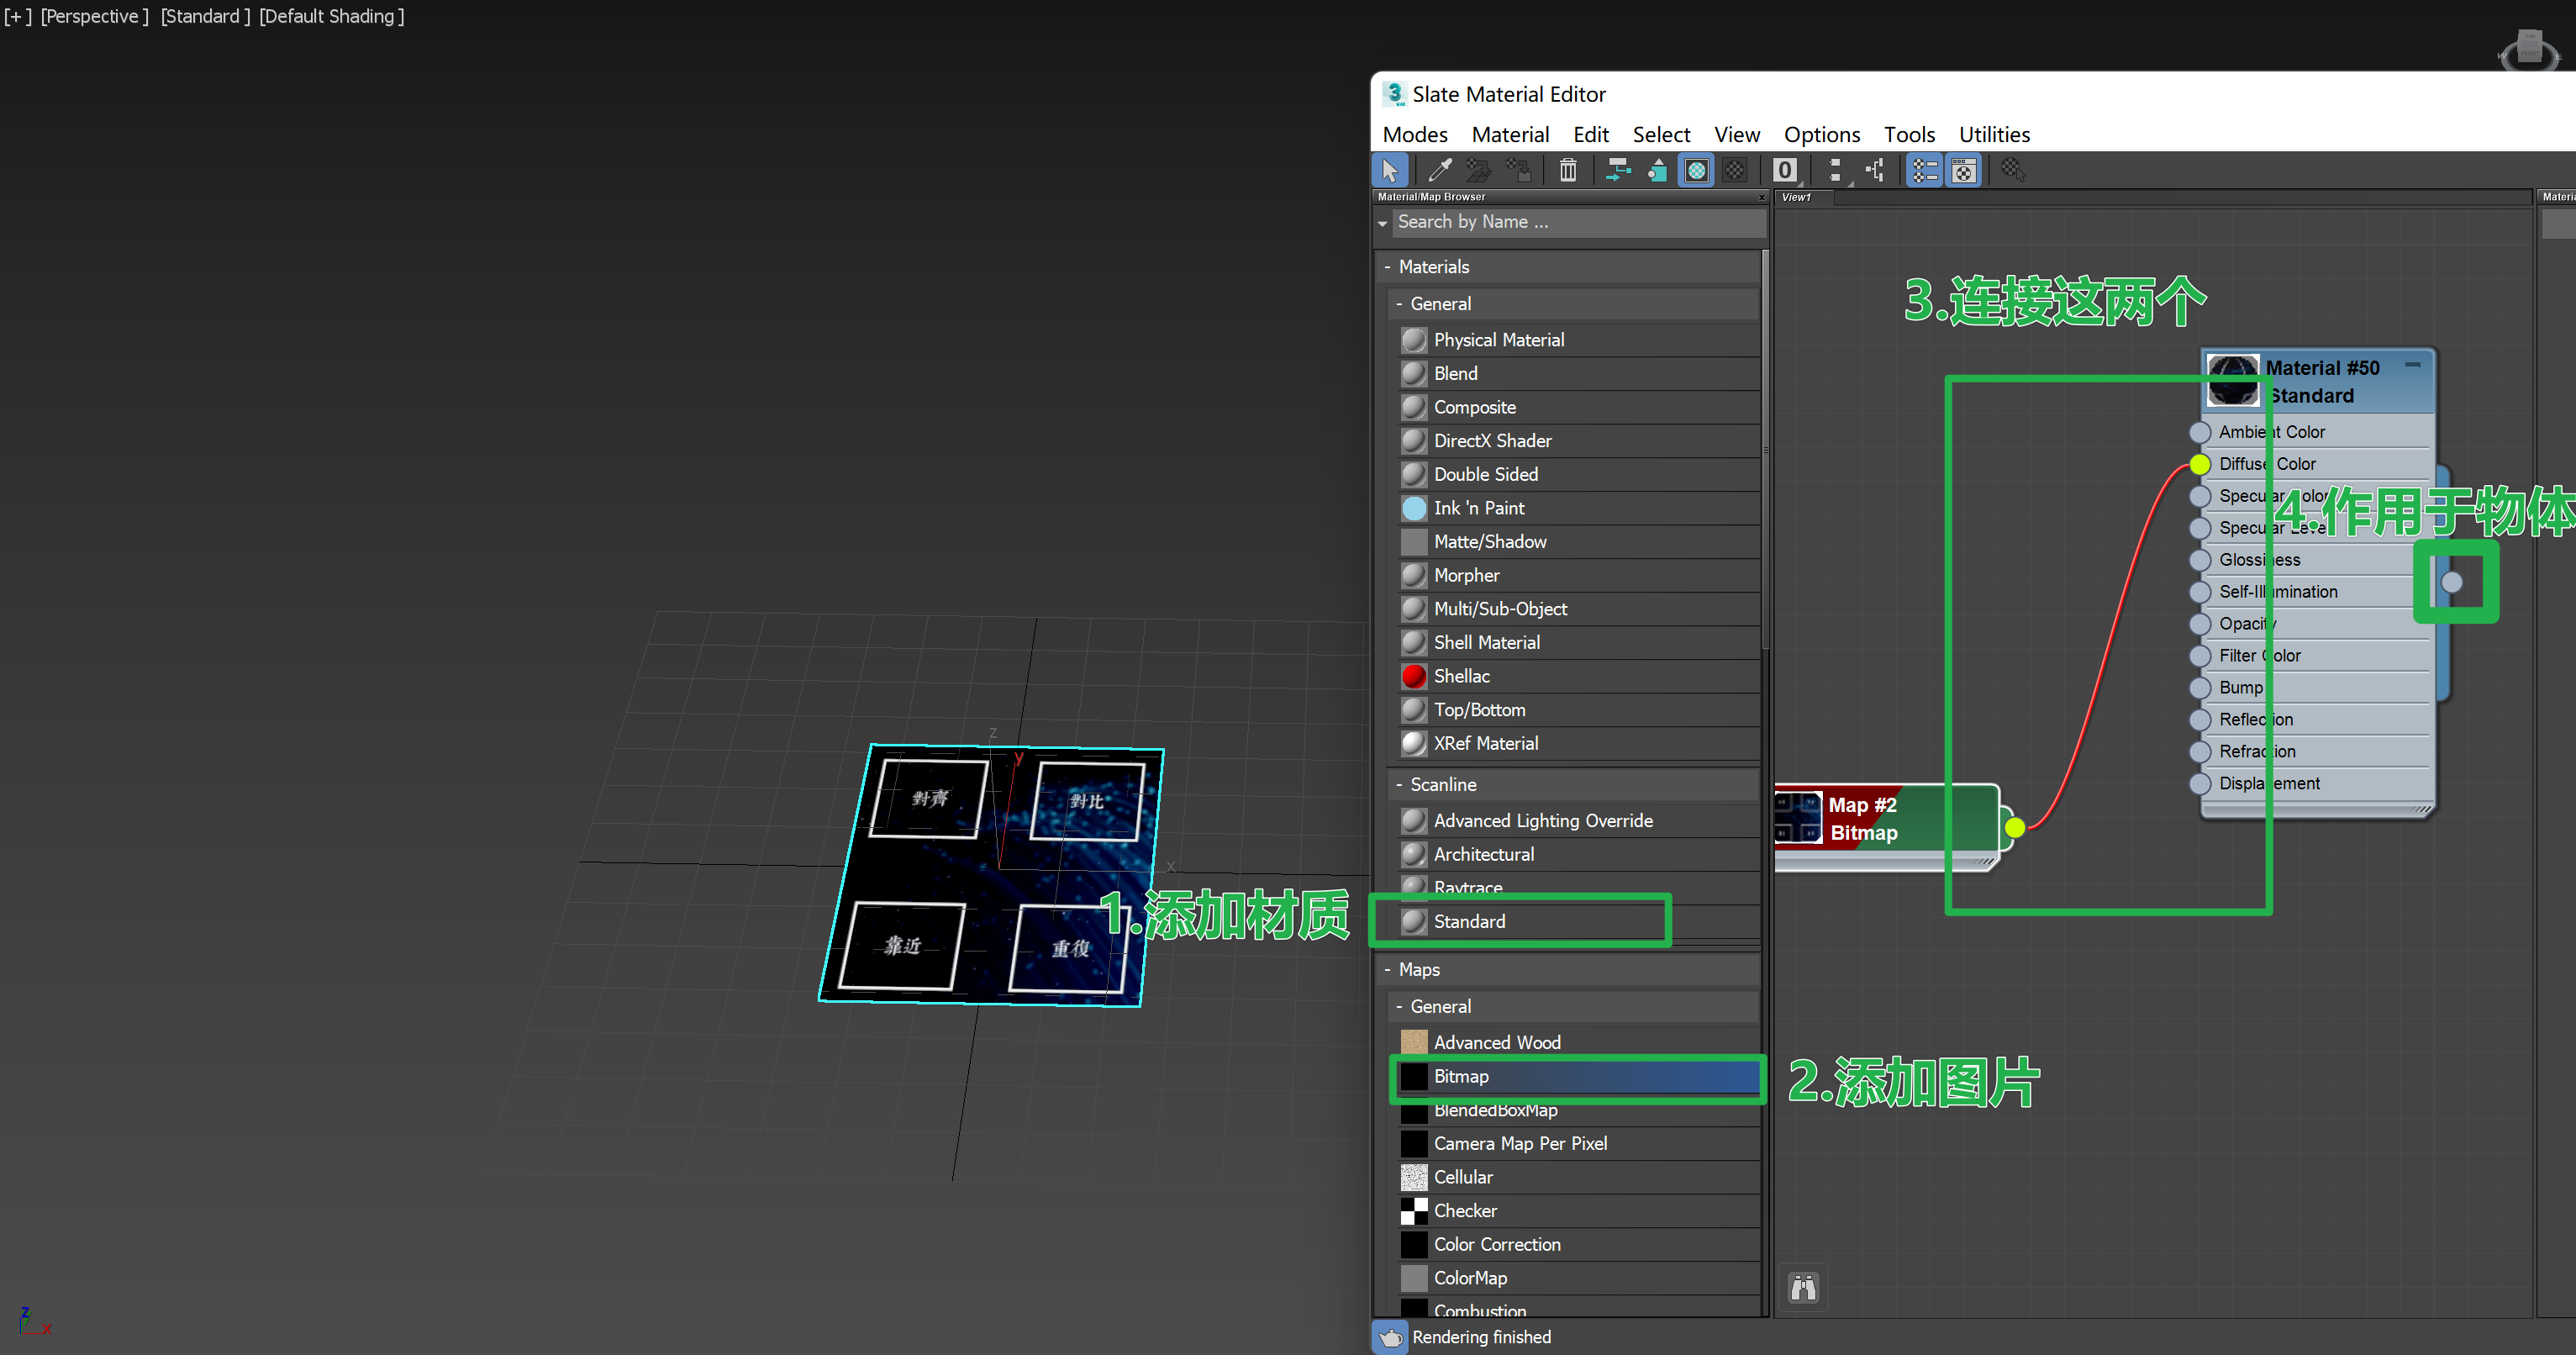 [+] [Perspective] [Standard] [Default Shading]
Slate Material Editor
Modes Material Edit Select View Options Tools Utilities
0
Material/Map Browser x
View1
Search by Name ...
- Materials
- General
Physical Material
Blend
Composite
DirectX Shader
Double Sided
Ink 'n Paint
Matte/Shadow
Morpher
Multi/Sub-Object
Shell Material
Shellac
Top/Bottom
XRef Material
- Scanline
Advanced Lighting Override
Architectural
Raytrace
Standard
- Maps
- General
Advanced Wood
Bitmap
BlendedBoxMap
Camera Map Per Pixel
Cellular
Checker
Color Correction
ColorMap
Combustion
Rendering finished
3.连接这两个
Material #50
Standard
Ambient Color
Diffuse Color
Specular Color
Specular Level
4.作用于物体
Glossiness
Self-Illumination
Opacity
Filter Color
Bump
Reflection
Refraction
Displacement
Map #2
Bitmap
1.添加材质
2.添加图片
對齊
對比
靠近
重復
z
y
x
z
y
x